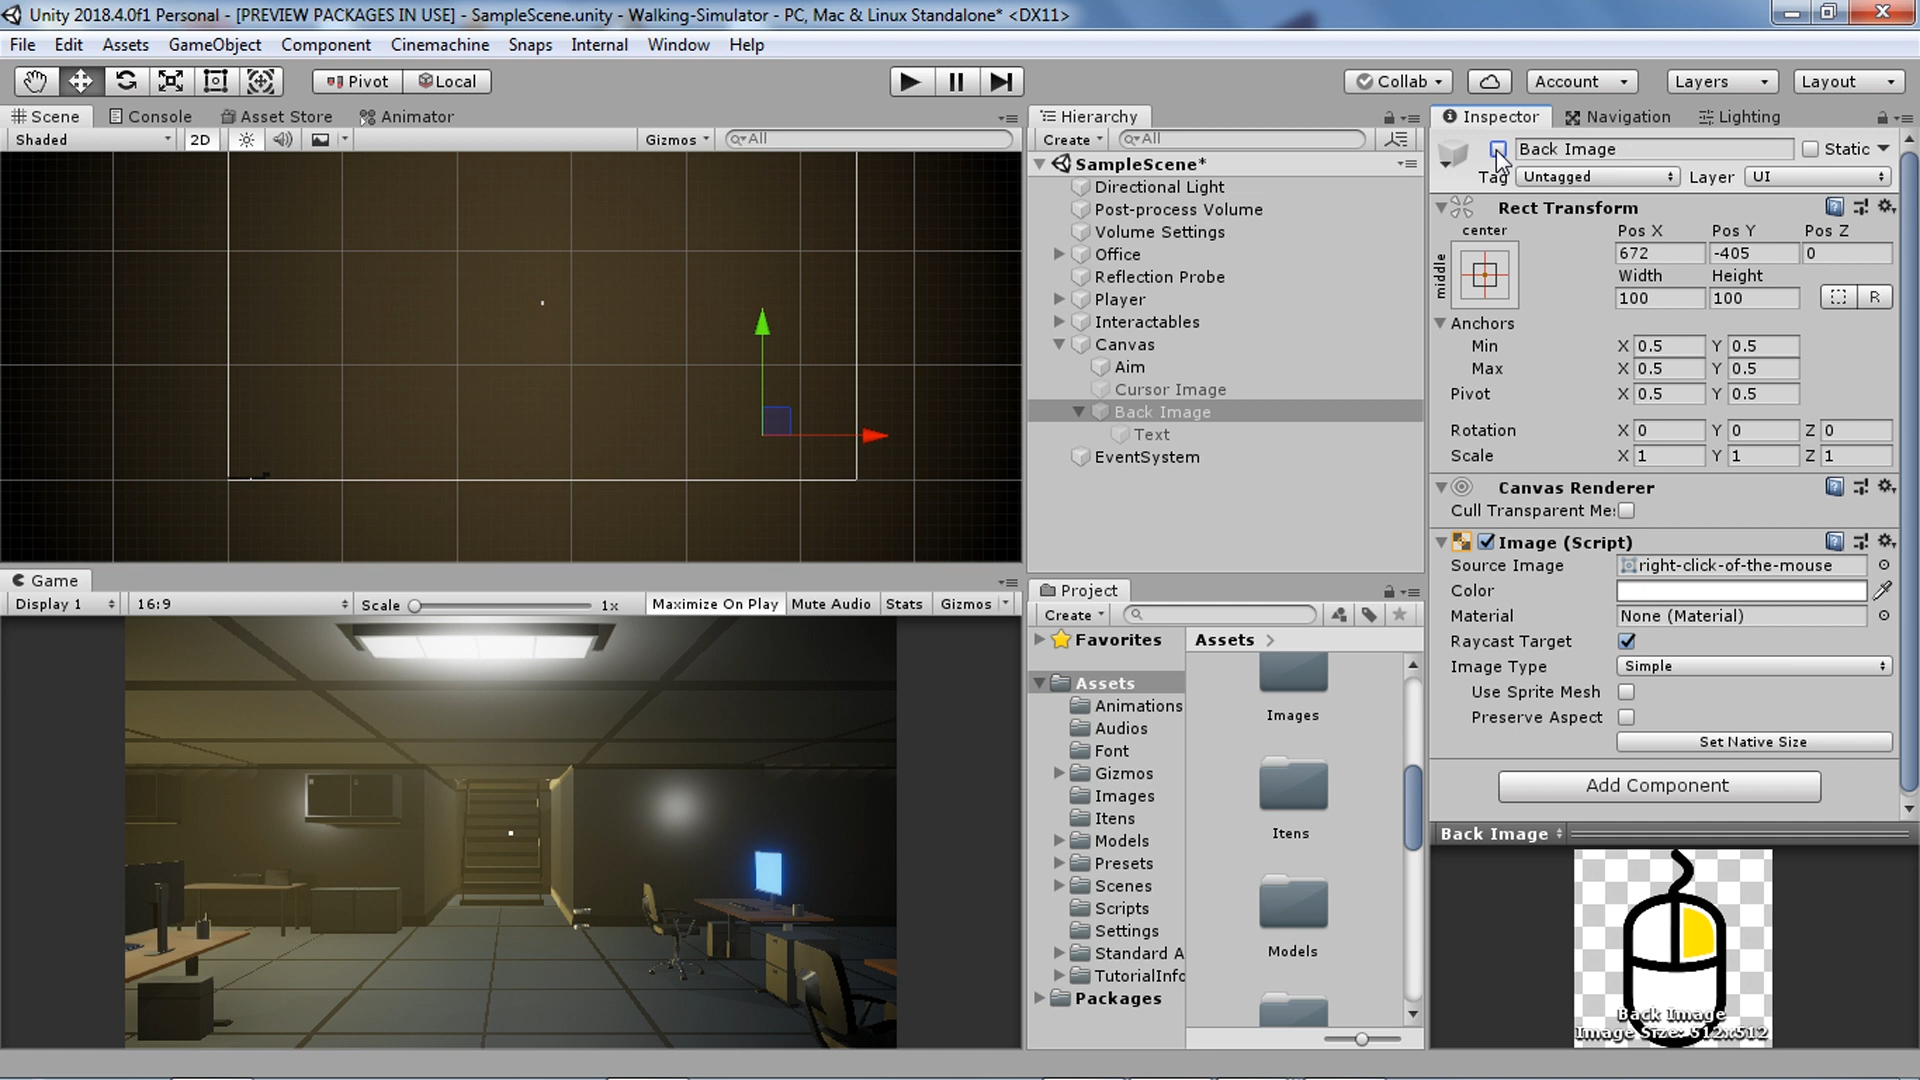 Unity 2018.4.0f1 Personal - [PREVIEW PACKAGES IN USE] - SampleScene.unity - Walking-Simulator - PC, Mac & Linux Standalone* <DX11>
File Edit Assets GameObject Component Cinemachine Snaps Internal Window Help
Pivot Local Collab Account Layers Layout
Scene Console Asset Store Animator
Shaded 2D Gizmos All
Hierarchy
Create All
SampleScene*
Directional Light
Post-process Volume
Volume Settings
Office
Reflection Probe
Player
Interactables
Canvas
Aim
Cursor Image
Back Image
Text
EventSystem
Inspector Navigation Lighting
Back Image Static
Tag Untagged Layer UI
Rect Transform
center Pos X Pos Y Pos Z
middle
672 -405 0
Width Height
100 100 R
Anchors
Min X 0.5 Y 0.5
Max X 0.5 Y 0.5
Pivot X 0.5 Y 0.5
Rotation X 0 Y 0 Z 0
Scale X 1 Y 1 Z 1
Canvas Renderer
Cull Transparent Me:
Image (Script)
Source Image right-click-of-the-mouse
Color
Material None (Material)
Raycast Target
Image Type Simple
Use Sprite Mesh
Preserve Aspect
Set Native Size
Add Component
Back Image
Back Image
Image Size: 512x512
Game
Display 1 16:9 Scale 1x Maximize On Play Mute Audio Stats Gizmos
Project
Create
Favorites
Assets
Animations
Audios
Font
Gizmos
Images
Itens
Models
Presets
Scenes
Scripts
Settings
Standard A
TutorialInfo
Packages
Assets
Images
Itens
Models